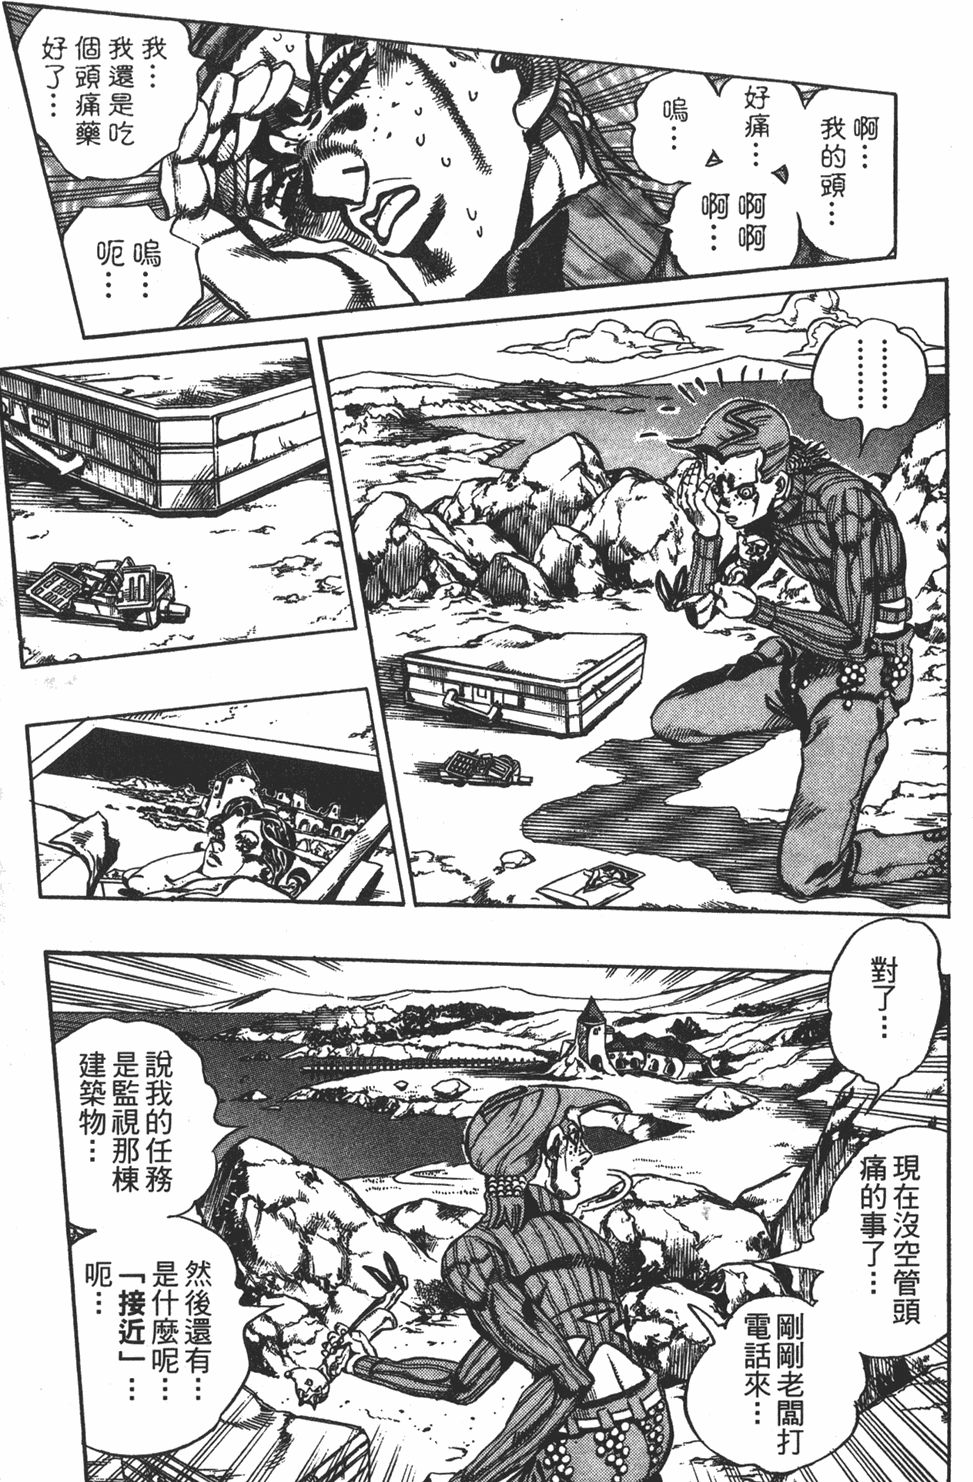 啊…
我的頭…
好痛…
嗚…
啊啊
啊…
我…
我還是吃
個頭痛藥
好了…
嗚…
呃…
…………
對了…
現在沒空管頭
痛的事了…
剛剛老闆打
電話來…
說我的任務
是監視那棟
建築物…
然後還有…
是什麼呢…
「接近」…
呃…